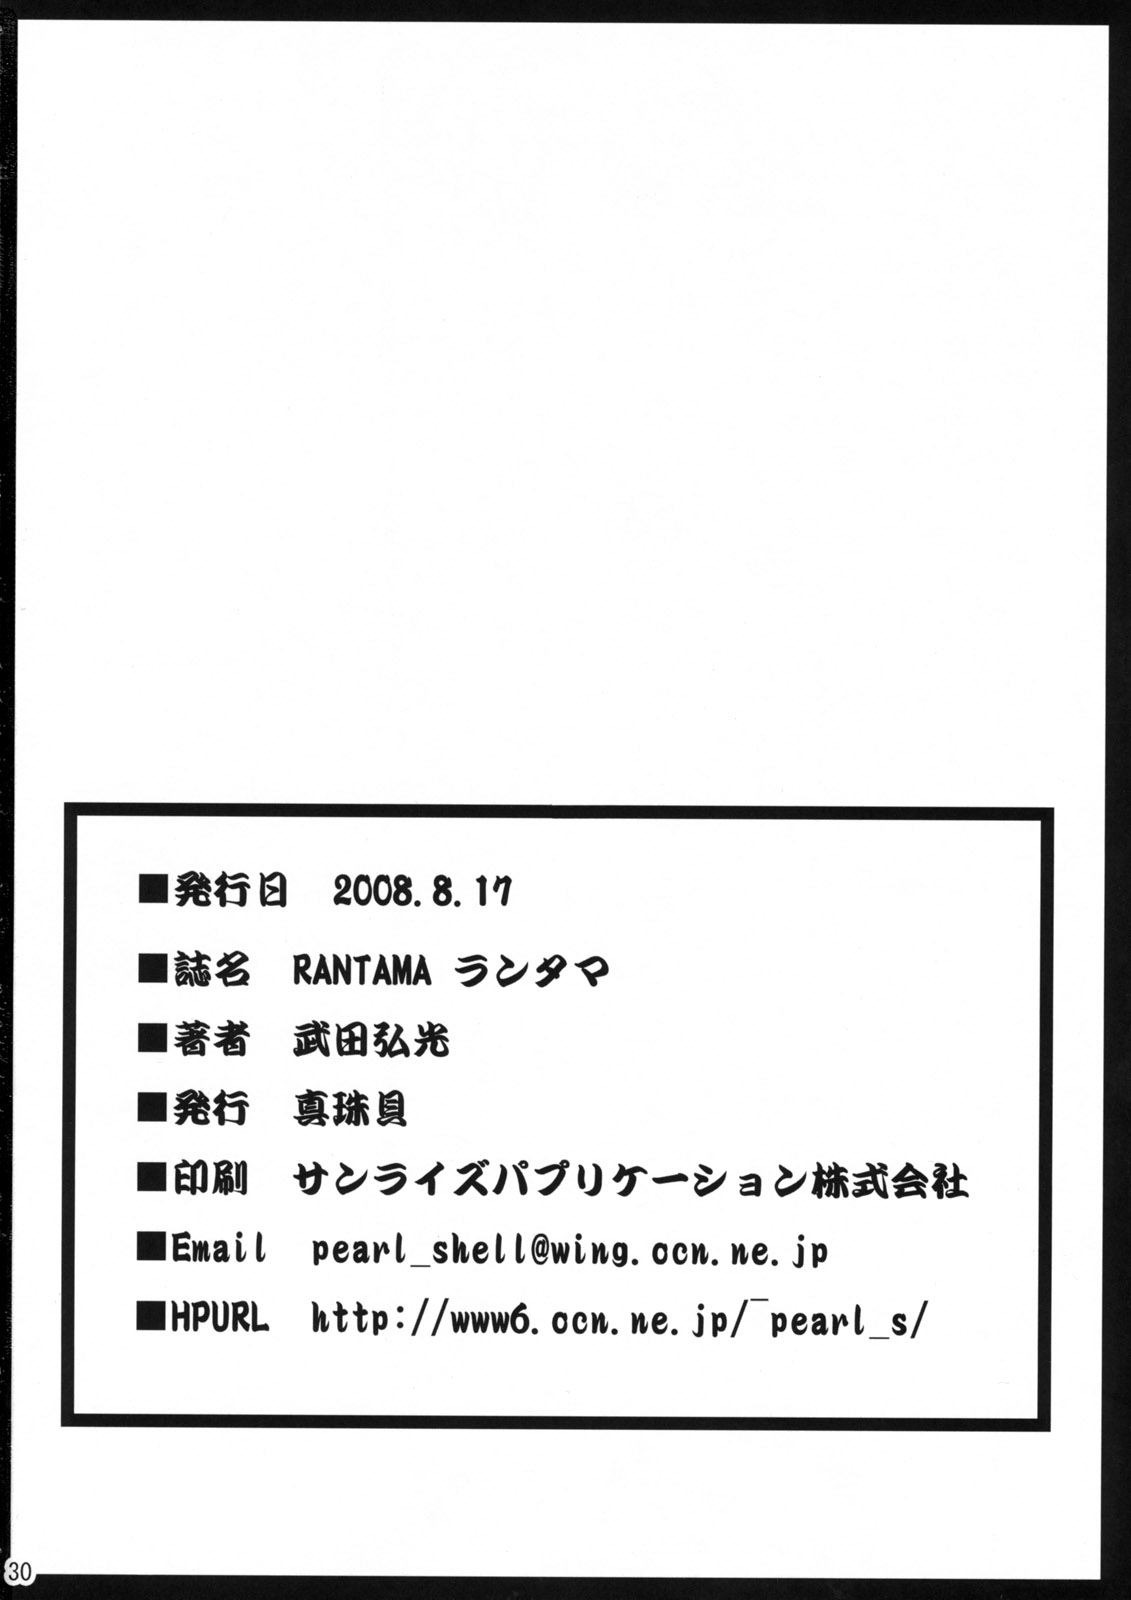 ■発行日　2008.8.17
■誌名　RANTAMA ランタマ
■著者　武田弘光
■発行　真珠貝
■印刷　サンライズパブリケーション株式会社
■Email　pearl_shell@wing.ocn.ne.jp
■HPURL　http://www6.ocn.ne.jp/‾pearl_s/
30